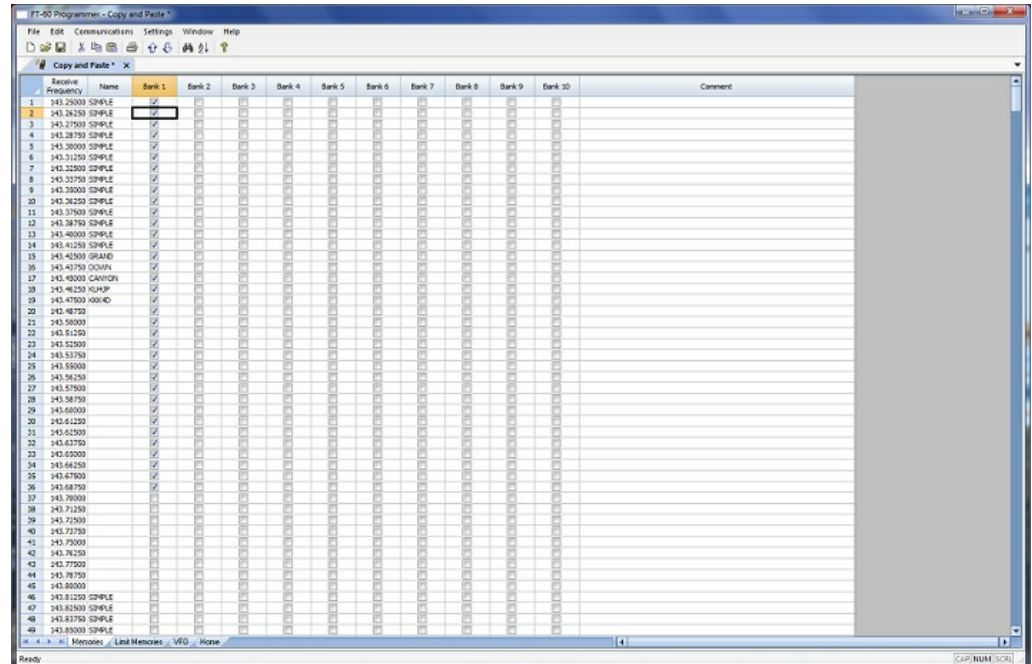 FT-60 Programmer - Copy and Paste *
File Edit Communications Settings Window Help
Copy and Paste * X
Receive Frequency Name Bank 1 Bank 2 Bank 3 Bank 4 Bank 5 Bank 6 Bank 7 Bank 8 Bank 9 Bank 10 Comment
1 143.25000 SIMPLE
2 143.26250 SIMPLE
3 143.27500 SIMPLE
4 143.28750 SIMPLE
5 143.30000 SIMPLE
6 143.31250 SIMPLE
7 143.32500 SIMPLE
8 143.33750 SIMPLE
9 143.35000 SIMPLE
10 143.36250 SIMPLE
11 143.37500 SIMPLE
12 143.38750 SIMPLE
13 143.40000 SIMPLE
14 143.41250 SIMPLE
15 143.42500 GRAND
16 143.43750 DOWN
17 143.45000 CANYON
18 143.46250
19 143.47500
20 143.48750
21 143.50000
22 143.51250
23 143.52500
24 143.53750
25 143.55000
26 143.56250
27 143.57500
28 143.58750
29 143.60000
30 143.61250
31 143.62500
32 143.63750
33 143.65000
34 143.66250
35 143.67500
36 143.68750
37 143.70000
38 143.71250
39 143.72500
40 143.73750
41 143.75000
42 143.76250
43 143.77500
44 143.78750
45 143.80000
46 143.81250 SIMPLE
47 143.82500 SIMPLE
48 143.83750 SIMPLE
49 143.85000 SIMPLE
Memories Limit Memories VFO Home
Ready CAP NUM SCRL